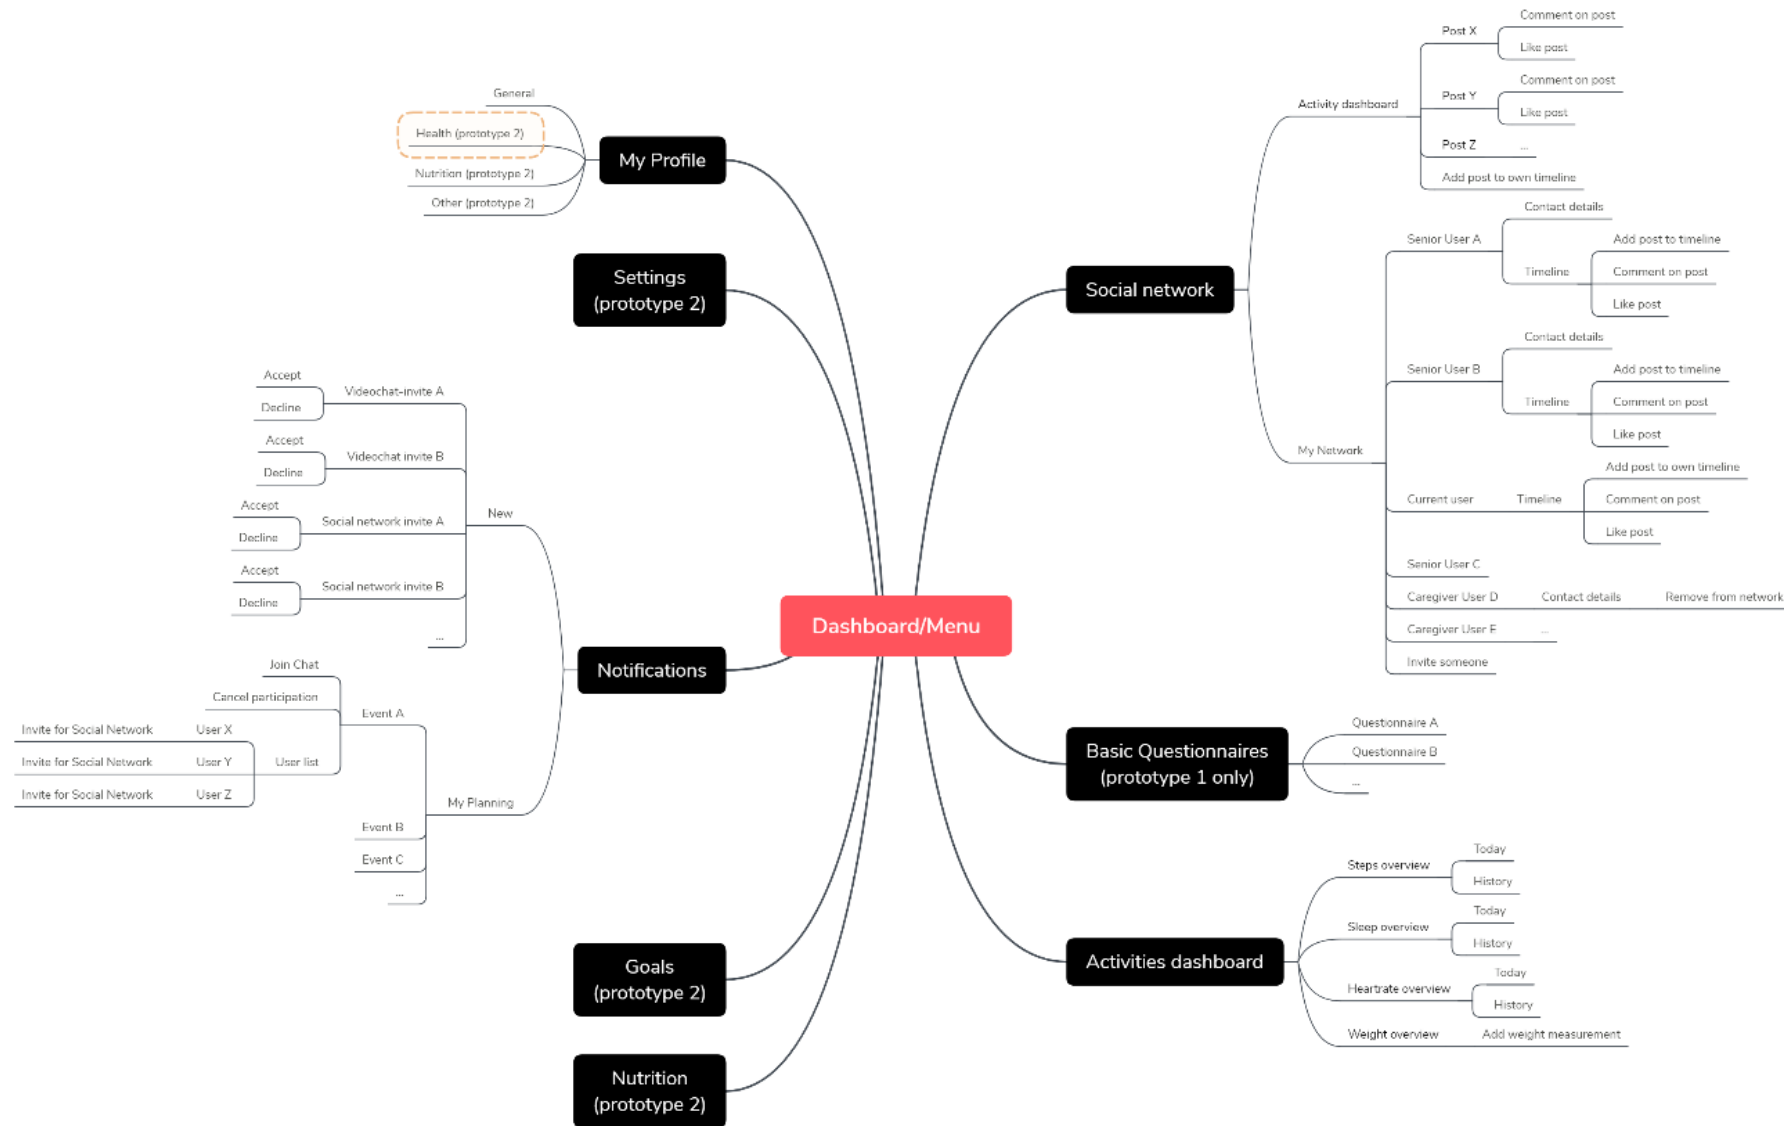 Dashboard/Menu
My Profile
General
Health (prototype 2)
Nutrition (prototype 2)
Other (prototype 2)
Settings
(prototype 2)
Notifications
New
Videochat-invite A
Accept
Decline
Videochat invite B
Accept
Decline
Social network invite A
Accept
Decline
Social network invite B
Accept
Decline
...
My Planning
Event A
Join Chat
Cancel participation
User list
User X
Invite for Social Network
User Y
Invite for Social Network
User Z
Invite for Social Network
Event B
Event C
...
Goals
(prototype 2)
Nutrition
(prototype 2)
Social network
Activity dashboard
Post X
Comment on post
Like post
Post Y
Comment on post
Like post
Post Z
...
Add post to own timeline
My Network
Senior User A
Contact details
Timeline
Add post to timeline
Comment on post
Like post
Senior User B
Contact details
Timeline
Add post to timeline
Comment on post
Like post
Current user
Timeline
Add post to own timeline
Comment on post
Like post
Senior User C
Caregiver User D
Contact details
Remove from network
Caregiver User E
...
Invite someone
Basic Questionnaires
(prototype 1 only)
Questionnaire A
Questionnaire B
...
Activities dashboard
Steps overview
Today
History
Sleep overview
Today
History
Heartrate overview
Today
History
Weight overview
Add weight measurement